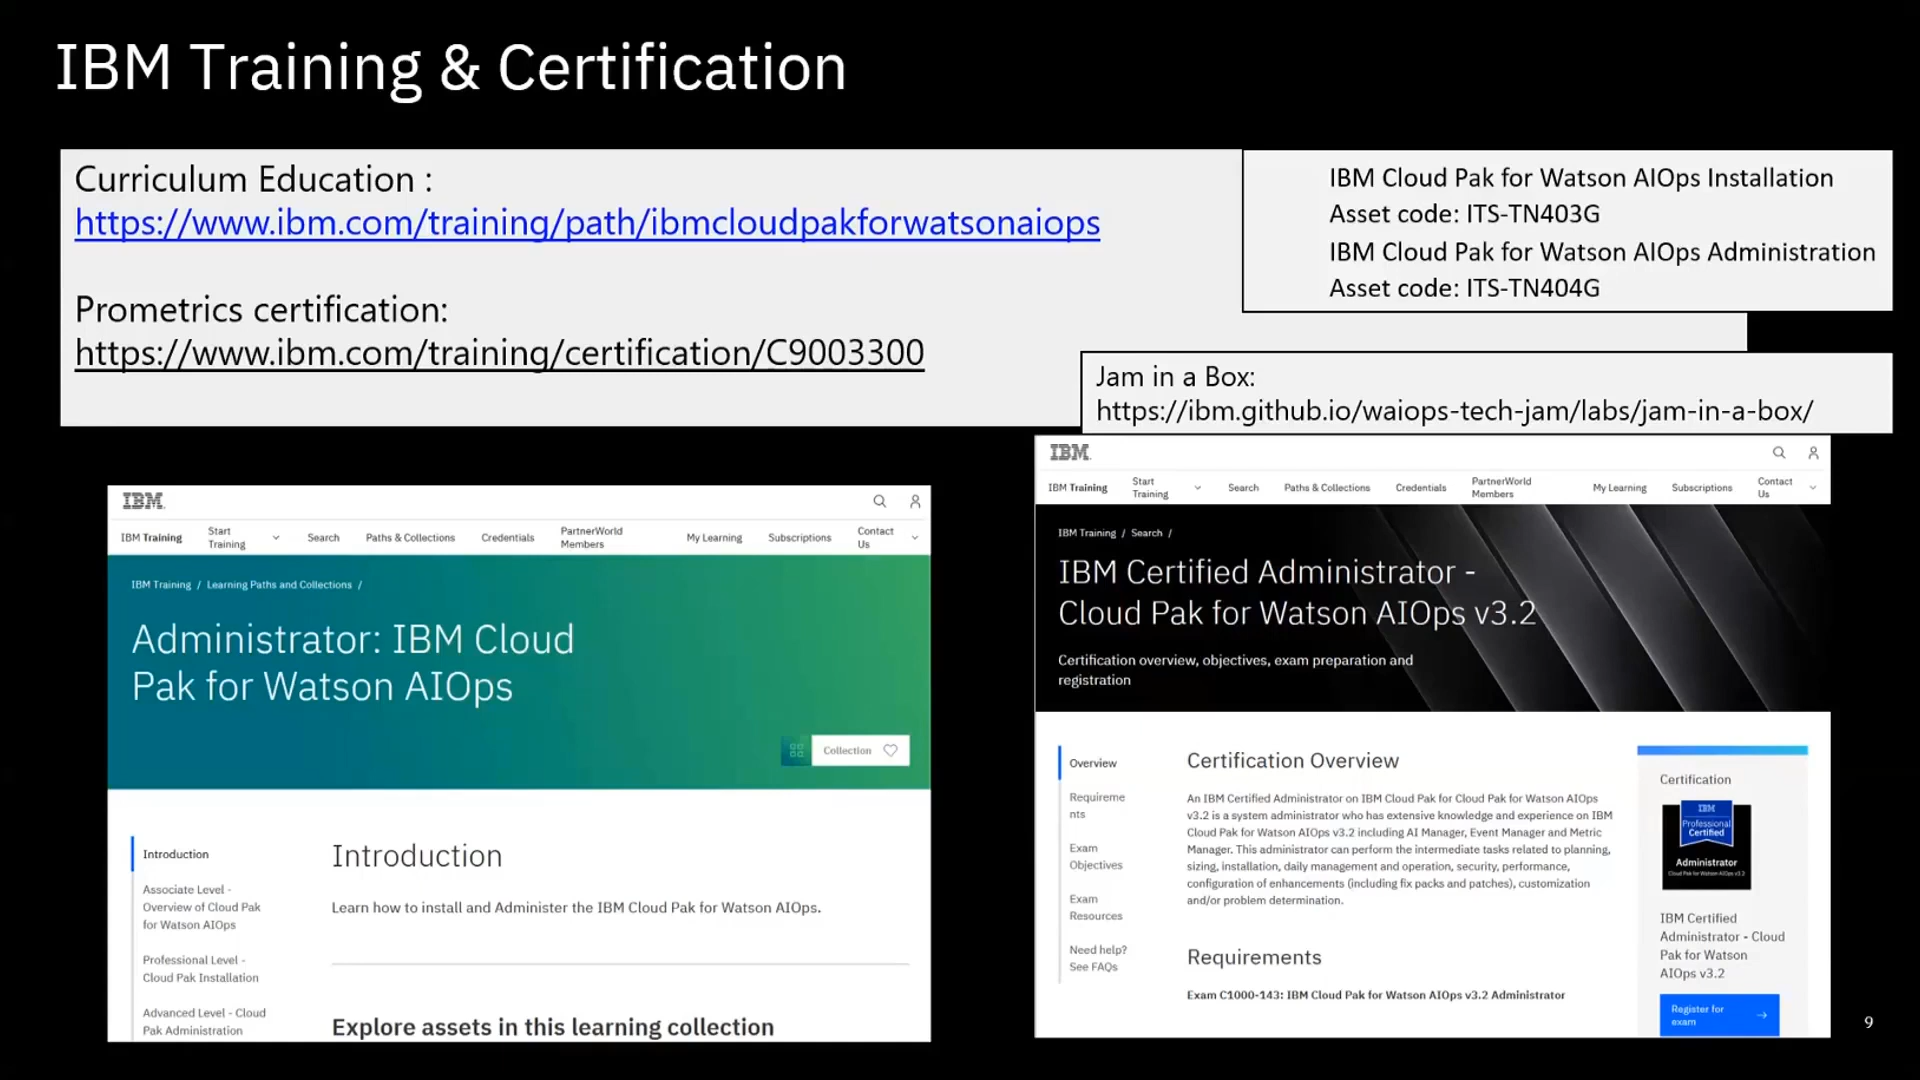 IBM Training & Certification
Curriculum Education :
https://www.ibm.com/training/path/ibmcloudpakforwatsonaiops
Prometrics certification:
https://www.ibm.com/training/certification/C9003300
IBM Cloud Pak for Watson AIOps Installation
Asset code: ITS-TN403G
IBM Cloud Pak for Watson AIOps Administration
Asset code: ITS-TN404G
Jam in a Box:
https://ibm.github.io/waiops-tech-jam/labs/jam-in-a-box/
IBM.
IBM Training
Start
Training
Search
Paths & Collections
Credentials
PartnerWorld
Members
My Learning
Subscriptions
Contact
Us
IBM Training / Learning Paths and Collections /
Administrator: IBM Cloud
Pak for Watson AIOps
Collection
Introduction
Associate Level -
Overview of Cloud Pak
for Watson AIOps
Professional Level -
Cloud Pak Installation
Advanced Level - Cloud
Pak Administration
Introduction
Learn how to install and Administer the IBM Cloud Pak for Watson AIOps.
Explore assets in this learning collection
IBM.
IBM Training
Start
Training
Search
Paths & Collections
Credentials
PartnerWorld
Members
My Learning
Subscriptions
Contact
Us
IBM Training / Search /
IBM Certified Administrator -
Cloud Pak for Watson AIOps v3.2
Certification overview, objectives, exam preparation and
registration
Overview
Requireme
nts
Exam
Objectives
Exam
Resources
Need help?
See FAQs
Certification Overview
An IBM Certified Administrator on IBM Cloud Pak for Cloud Pak for Watson AIOps
v3.2 is a system administrator who has extensive knowledge and experience on IBM
Cloud Pak for Watson AIOps v3.2 including AI Manager, Event Manager and Metric
Manager. This administrator can perform the intermediate tasks related to planning,
sizing, installation, daily management and operation, security, performance,
configuration of enhancements (including fix packs and patches), customization
and/or problem determination.
Requirements
Exam C1000-143: IBM Cloud Pak for Watson AIOps v3.2 Administrator
Certification
IBM
Professional
Certified
Administrator
Cloud Pak for Watson AIOps v3.2
IBM Certified
Administrator - Cloud
Pak for Watson
AIOps v3.2
Register for
exam
9